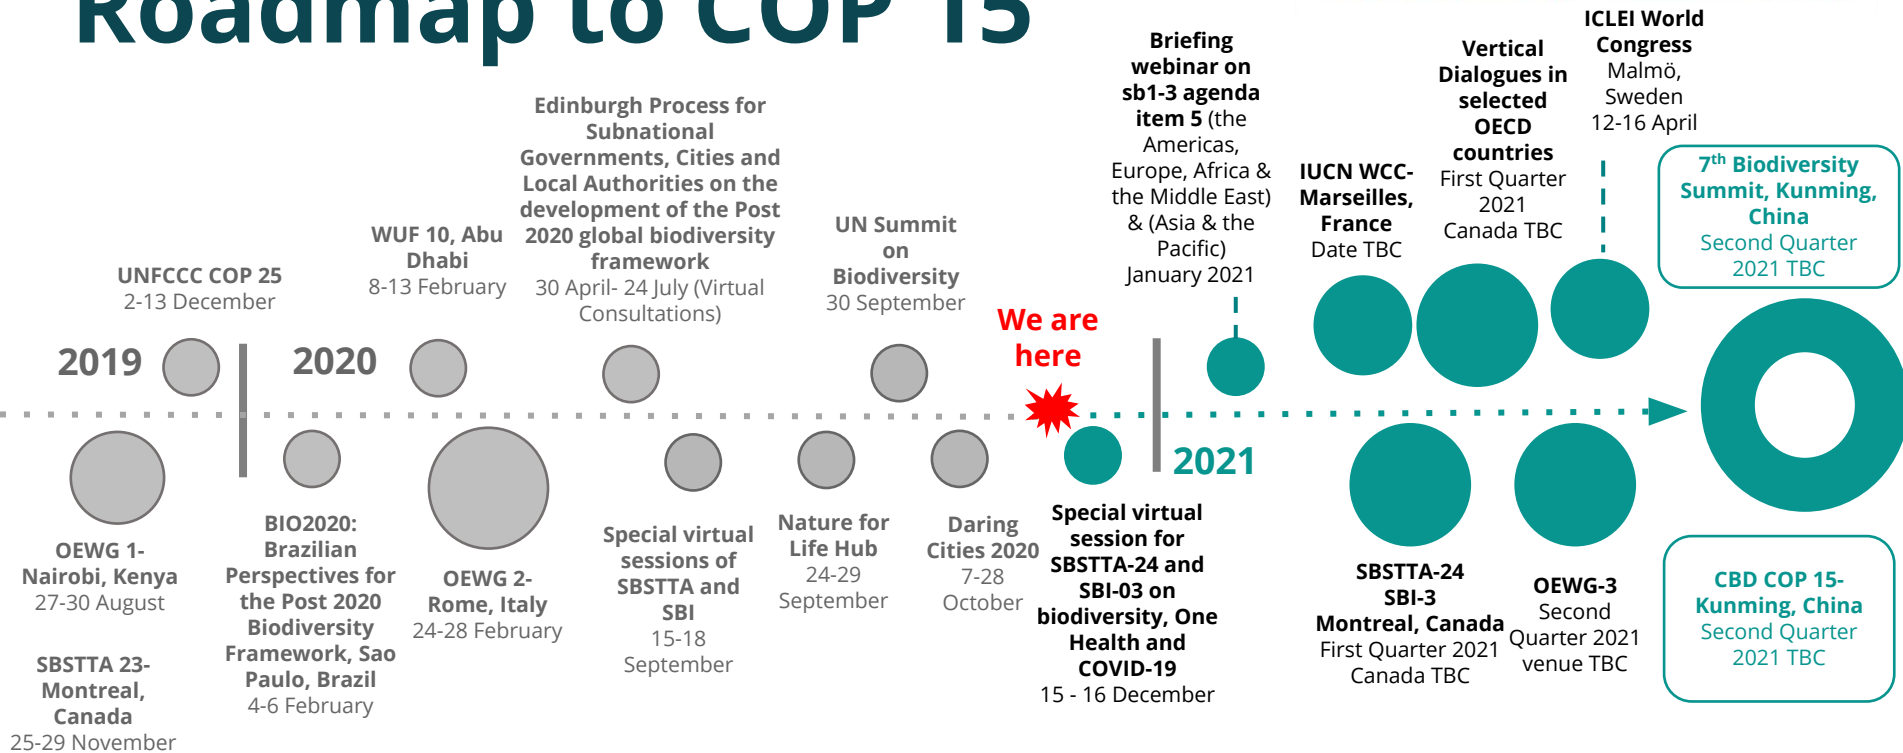 Roadmap to COP 15
UNFCCC COP 25
2-13 December
WUF 10, Abu
Dhabi
8-13 February
Edinburgh Process for
Subnational
Governments, Cities and
Local Authorities on the
development of the Post
2020 global biodiversity
framework
30 April- 24 July (Virtual
Consultations)
UN Summit
on
Biodiversity
30 September
We are
here
Briefing
webinar on
sb1-3 agenda
item 5 (the
Americas,
Europe, Africa &
the Middle East)
& (Asia & the
Pacific)
January 2021
IUCN WCC-
Marseilles,
France
Date TBC
Vertical
Dialogues in
selected
OECD
countries
First Quarter
2021
Canada TBC
ICLEI World
Congress
Malmö,
Sweden
12-16 April
7th Biodiversity
Summit, Kunming,
China
Second Quarter
2021 TBC
2019
2020
2021
OEWG 1-
Nairobi, Kenya
27-30 August
SBSTTA 23-
Montreal,
Canada
25-29 November
BIO2020:
Brazilian
Perspectives for
the Post 2020
Biodiversity
Framework, Sao
Paulo, Brazil
4-6 February
OEWG 2-
Rome, Italy
24-28 February
Special virtual
sessions of
SBSTTA and
SBI
15-18
September
Nature for
Life Hub
24-29
September
Daring
Cities 2020
7-28
October
Special virtual
session for
SBSTTA-24 and
SBI-03 on
biodiversity, One
Health and
COVID-19
15 - 16 December
SBSTTA-24
SBI-3
Montreal, Canada
First Quarter 2021
Canada TBC
OEWG-3
Second
Quarter 2021
venue TBC
CBD COP 15-
Kunming, China
Second Quarter
2021 TBC